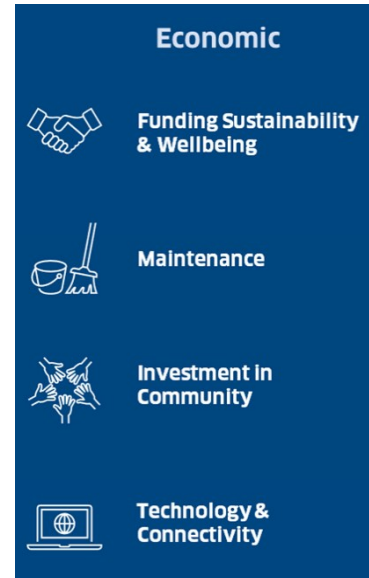 Economic
Funding Sustainability
& Wellbeing
Maintenance
Investment in
Community
Technology &
Connectivity